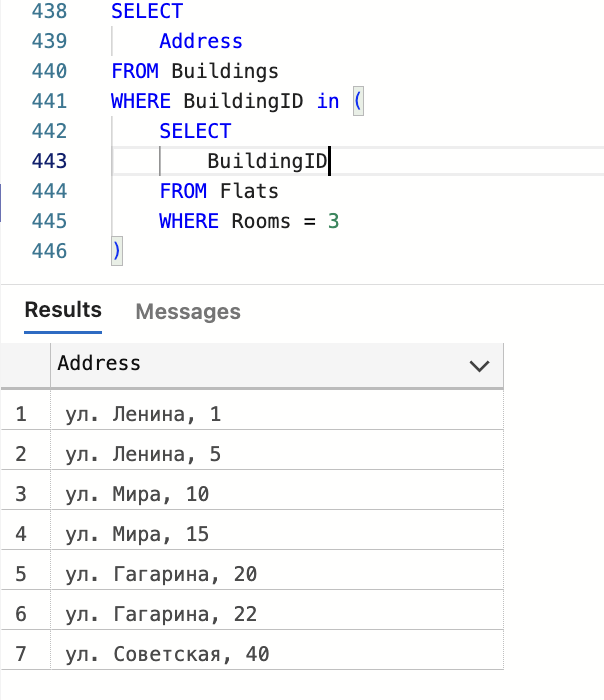 438 SELECT
439 Address
440 FROM Buildings
441 WHERE BuildingID in (
442 SELECT
443 BuildingID
444 FROM Flats
445 WHERE Rooms = 3
446 )
Results Messages
Address
1 ул. Ленина, 1
2 ул. Ленина, 5
3 ул. Мира, 10
4 ул. Мира, 15
5 ул. Гагарина, 20
6 ул. Гагарина, 22
7 ул. Советская, 40